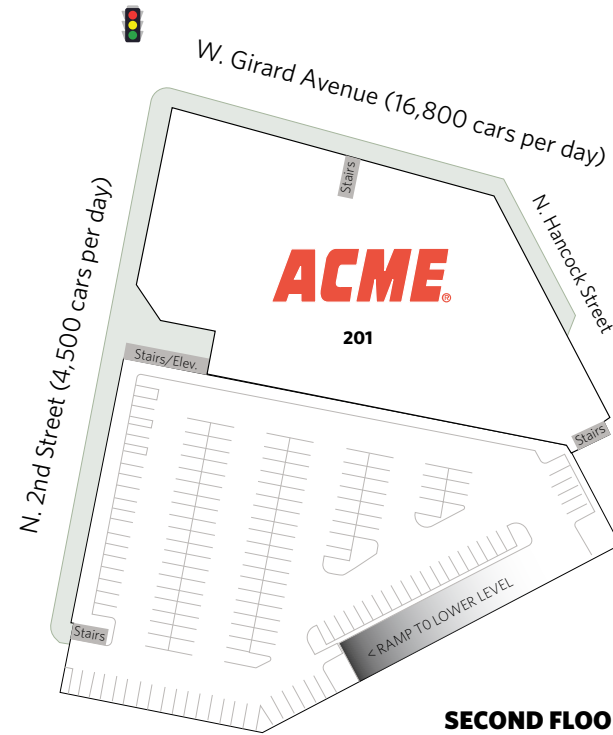 W. Girard Avenue (16,800 cars per day)
Stairs
N. Hancock Street
N. 2nd Street (4,500 cars per day)
ACME®
201
Stairs/Elev.
Stairs
< RAMP TO LOWER LEVEL
Stairs
SECOND FLOO